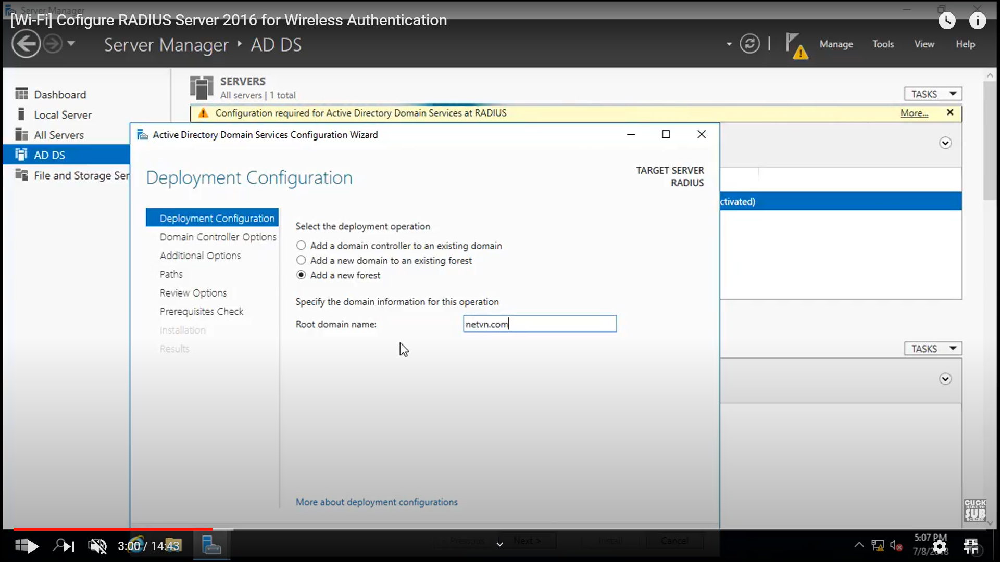 Server Manager
[Wi-Fi] Cofigure RADIUS Server 2016 for Wireless Authentication
Server Manager ▸ AD DS
Manage Tools View Help
Dashboard
Local Server
All Servers
AD DS
File and Storage Ser
SERVERS
All servers | 1 total
TASKS
Configuration required for Active Directory Domain Services at RADIUS
More...
Active Directory Domain Services Configuration Wizard
Deployment Configuration
TARGET SERVER
RADIUS
ctivated)
Deployment Configuration
Domain Controller Options
Additional Options
Paths
Review Options
Prerequisites Check
Installation
Results
Select the deployment operation
Add a domain controller to an existing domain
Add a new domain to an existing forest
Add a new forest
Specify the domain information for this operation
Root domain name:
netvn.com
More about deployment configurations
TASKS
< Previous
Next >
Install
Cancel
CLICK
HERE TO
SUB
SCRIBE
3:00 / 14:43
5:07 PM
7/8/2018